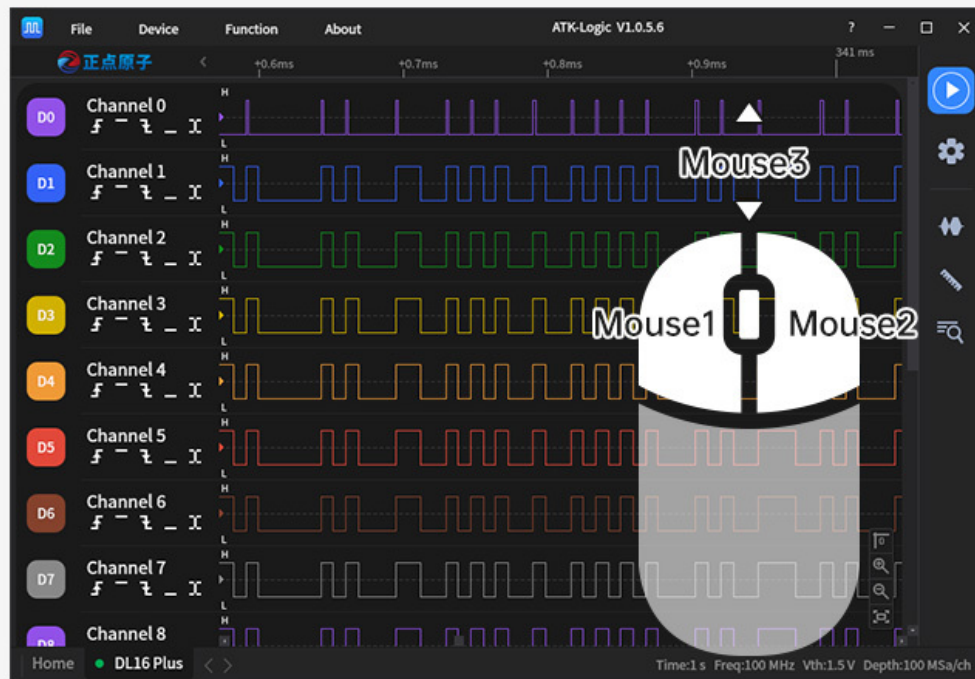 File Device Function About ATK-Logic V1.0.5.6 ?
正点原子 +0.6ms +0.7ms +0.8ms +0.9ms 341 ms
D0 Channel 0 H L
D1 Channel 1 H L
D2 Channel 2 H L
D3 Channel 3 H L
D4 Channel 4 H L
D5 Channel 5 H L
D6 Channel 6 H L
D7 Channel 7 H L
D8 Channel 8 H
Mouse3
Mouse1 Mouse2
Home DL16 Plus Time:1 s Freq:100 MHz Vth:1.5 V Depth:100 MSa/ch